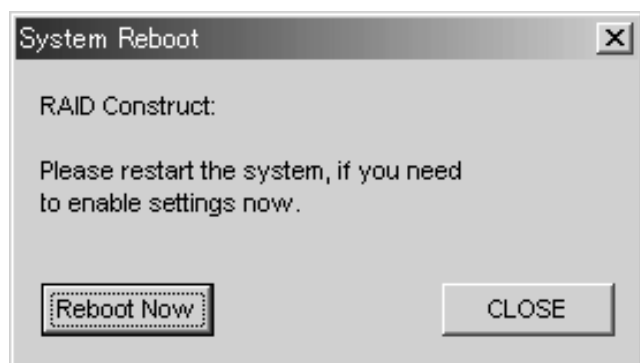 System Reboot
RAID Construct:
Please restart the system, if you need
to enable settings now.
Reboot Now
CLOSE